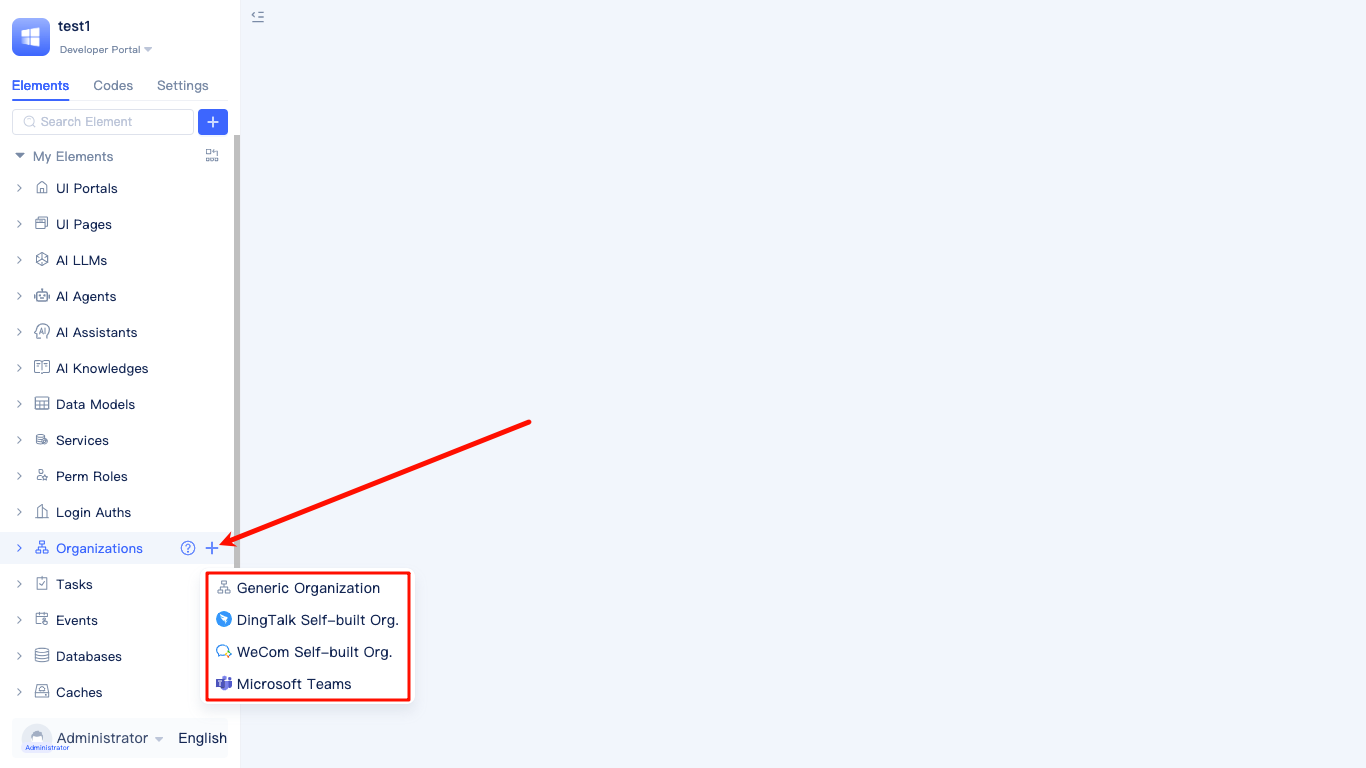 test1
Developer Portal
Elements Codes Settings
Search Element
My Elements
UI Portals
UI Pages
AI LLMs
AI Agents
AI
AI Assistants
AI Knowledges
Data Models
Services
Perm Roles
Login Auths
Organizations
Generic Organization
Tasks
DingTalk Self-built Org.
Events
WeCom Self-built Org.
Databases
Microsoft Teams
Caches
Administrator
Administrator
English